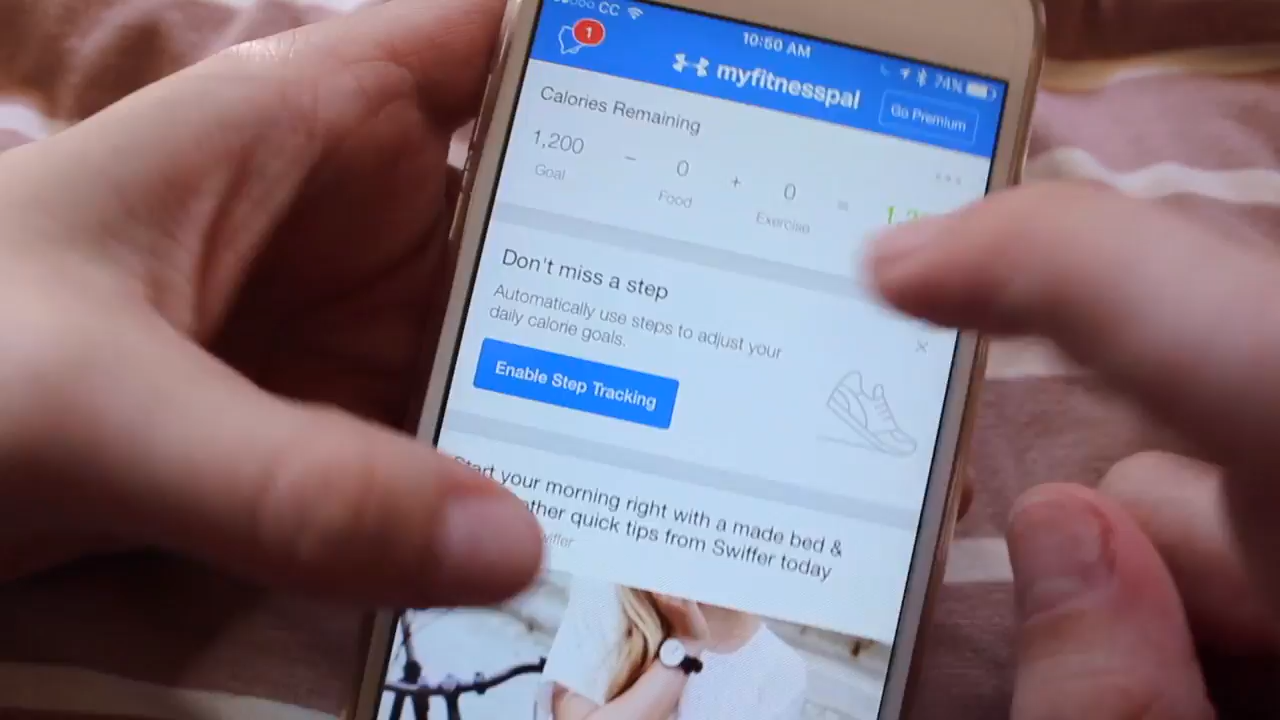 CC
10:50 AM
74%
1
myfitnesspal
Go Premium
Calories Remaining
1,200 - 0 + 0 =
Goal Food Exercise
Don't miss a step
Automatically use steps to adjust your
daily calorie goals.
Enable Step Tracking
Start your morning right with a made bed &
quick tips from Swiffer today